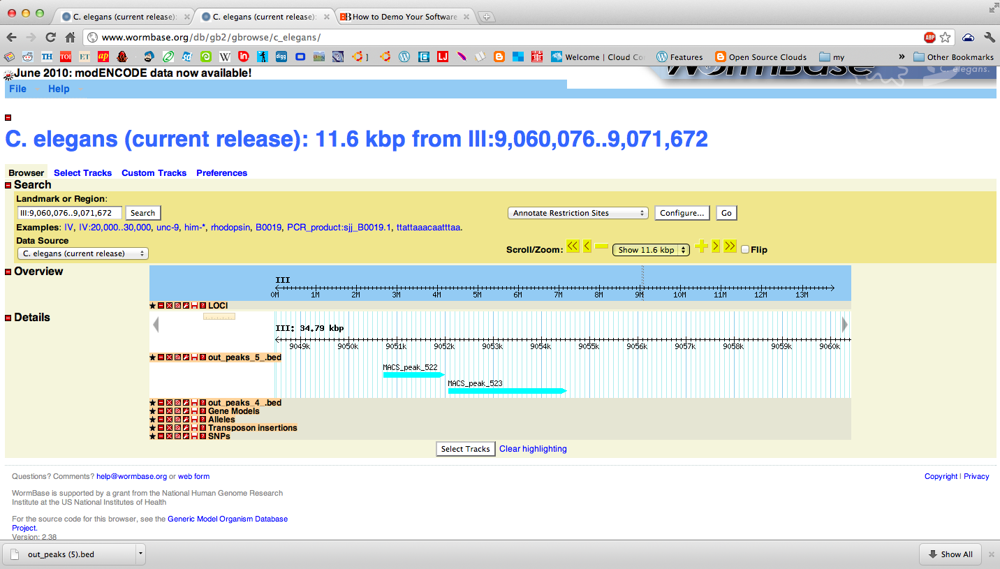 C. elegans (current release):
C. elegans (current release):
How to Demo Your Software
www.wormbase.org/db/gb2/gbrowse/c_elegans/
ABP
Welcome | Cloud Co
Features
Open Source Clouds
my
»
Other Bookmarks
June 2010: modENCODE data now available!
WormBase
C. elegans.
File
Help
C. elegans (current release): 11.6 kbp from III:9,060,076..9,071,672
Browser Select Tracks Custom Tracks Preferences
Search
Landmark or Region:
III:9,060,076..9,071,672 Search
Annotate Restriction Sites Configure... Go
Examples: IV, IV:20,000..30,000, unc-9, him-*, rhodopsin, B0019, PCR_product:sjj_B0019.1, ttattaaacaatttaa.
Data Source
C. elegans (current release)
Scroll/Zoom: << < Show 11.6 kbp > >> Flip
Overview
III
0M 1M 2M 3M 4M 5M 6M 7M 8M 9M 10M 11M 12M 13M
LOCI
Details
III: 34.79 kbp
9049k 9050k 9051k 9052k 9053k 9054k 9055k 9056k 9057k 9058k 9059k 9060k
out_peaks_5_.bed
MACS_peak_522
MACS_peak_523
out_peaks_4_.bed
Gene Models
Alleles
Transposon insertions
SNPs
Select Tracks Clear highlighting
Questions? Comments? help@wormbase.org or web form
Copyright | Privacy
WormBase is supported by a grant from the National Human Genome Research
Institute at the US National Institutes of Health
For the source code for this browser, see the Generic Model Organism Database
Project.
Version: 2.38
out_peaks (5).bed
Show All